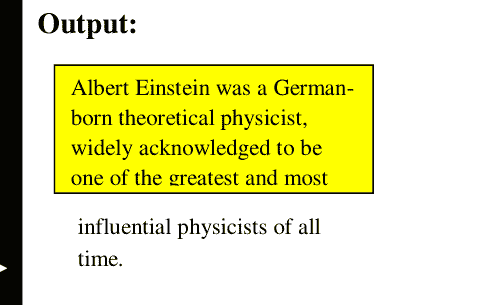 Output:
Albert Einstein was a German-
born theoretical physicist,
widely acknowledged to be
one of the greatest and most
influential physicists of all
time.